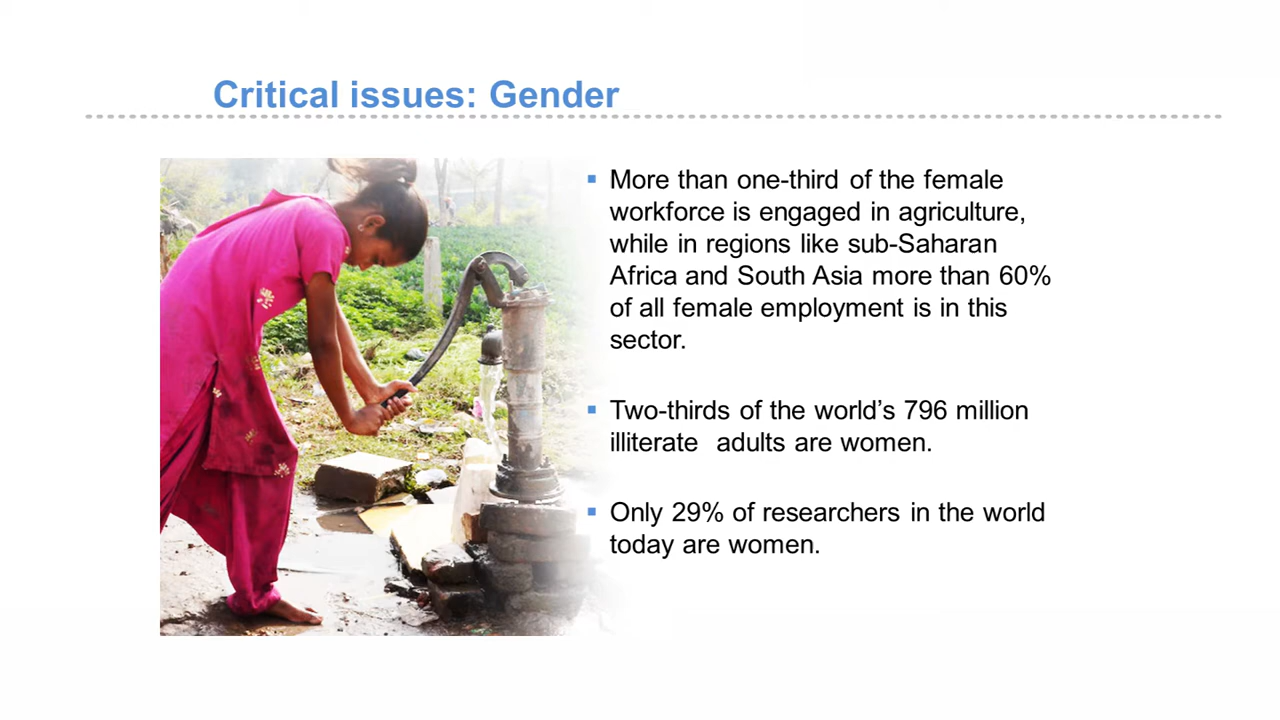 Critical issues: Gender
▪ More than one-third of the female
workforce is engaged in agriculture,
while in regions like sub-Saharan
Africa and South Asia more than 60%
of all female employment is in this
sector.
▪ Two-thirds of the world’s 796 million
illiterate  adults are women.
▪ Only 29% of researchers in the world
today are women.